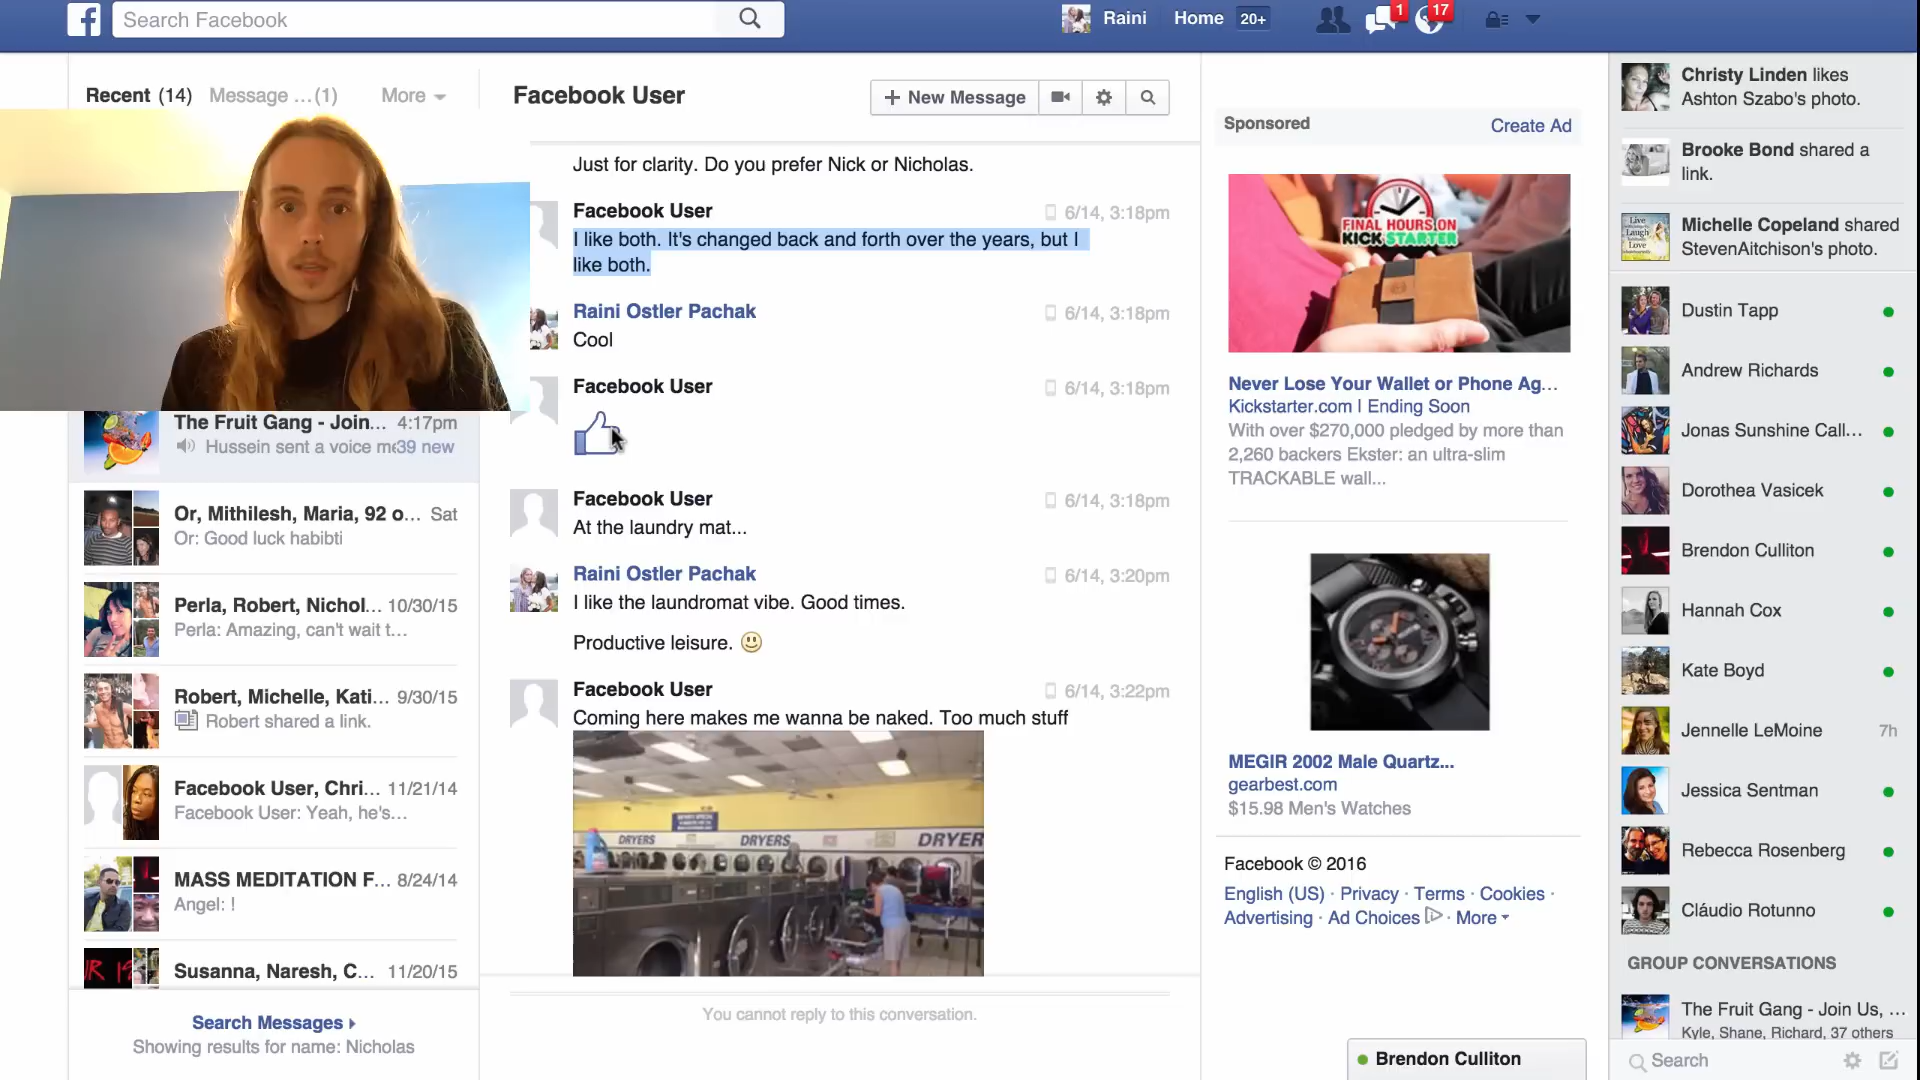 Search Facebook
Raini
Home 20+
1
17
Recent (14)
Message ...(1)
More
Facebook User
+ New Message
Just for clarity. Do you prefer Nick or Nicholas.
Facebook User
6/14, 3:18pm
I like both. It's changed back and forth over the years, but I
like both.
Raini Ostler Pachak
6/14, 3:18pm
Cool
Facebook User
6/14, 3:18pm
Facebook User
6/14, 3:18pm
At the laundry mat...
Raini Ostler Pachak
6/14, 3:20pm
I like the laundromat vibe. Good times.
Productive leisure.
Facebook User
6/14, 3:22pm
Coming here makes me wanna be naked. Too much stuff
DRYERS
DRYERS
DRYER
You cannot reply to this conversation.
The Fruit Gang - Join... 4:17pm
Hussein sent a voice me 39 new
Or, Mithilesh, Maria, 92 o... Sat
Or: Good luck habibti
Perla, Robert, Nichol... 10/30/15
Perla: Amazing, can't wait t...
Robert, Michelle, Kati... 9/30/15
Robert shared a link.
Facebook User, Chri... 11/21/14
Facebook User: Yeah, he's...
MASS MEDITATION F... 8/24/14
Angel: !
Susanna, Naresh, C... 11/20/15
Search Messages
Showing results for name: Nicholas
Sponsored
Create Ad
FINAL HOURS ON
KICKSTARTER
Never Lose Your Wallet or Phone Ag...
Kickstarter.com | Ending Soon
With over $270,000 pledged by more than
2,260 backers Ekster: an ultra-slim
TRACKABLE wall...
MEGIR 2002 Male Quartz...
gearbest.com
$15.98 Men's Watches
Facebook © 2016
English (US) · Privacy · Terms · Cookies ·
Advertising · Ad Choices · More
Brendon Culliton
Christy Linden likes
Ashton Szabo's photo.
Brooke Bond shared a
link.
Live
Laugh
Love
Michelle Copeland shared
StevenAitchison's photo.
Dustin Tapp
Andrew Richards
Jonas Sunshine Call...
Dorothea Vasicek
Brendon Culliton
Hannah Cox
Kate Boyd
Jennelle LeMoine 7h
Jessica Sentman
Rebecca Rosenberg
Cláudio Rotunno
GROUP CONVERSATIONS
The Fruit Gang - Join Us, ...
Kyle, Shane, Richard, 37 others
Search